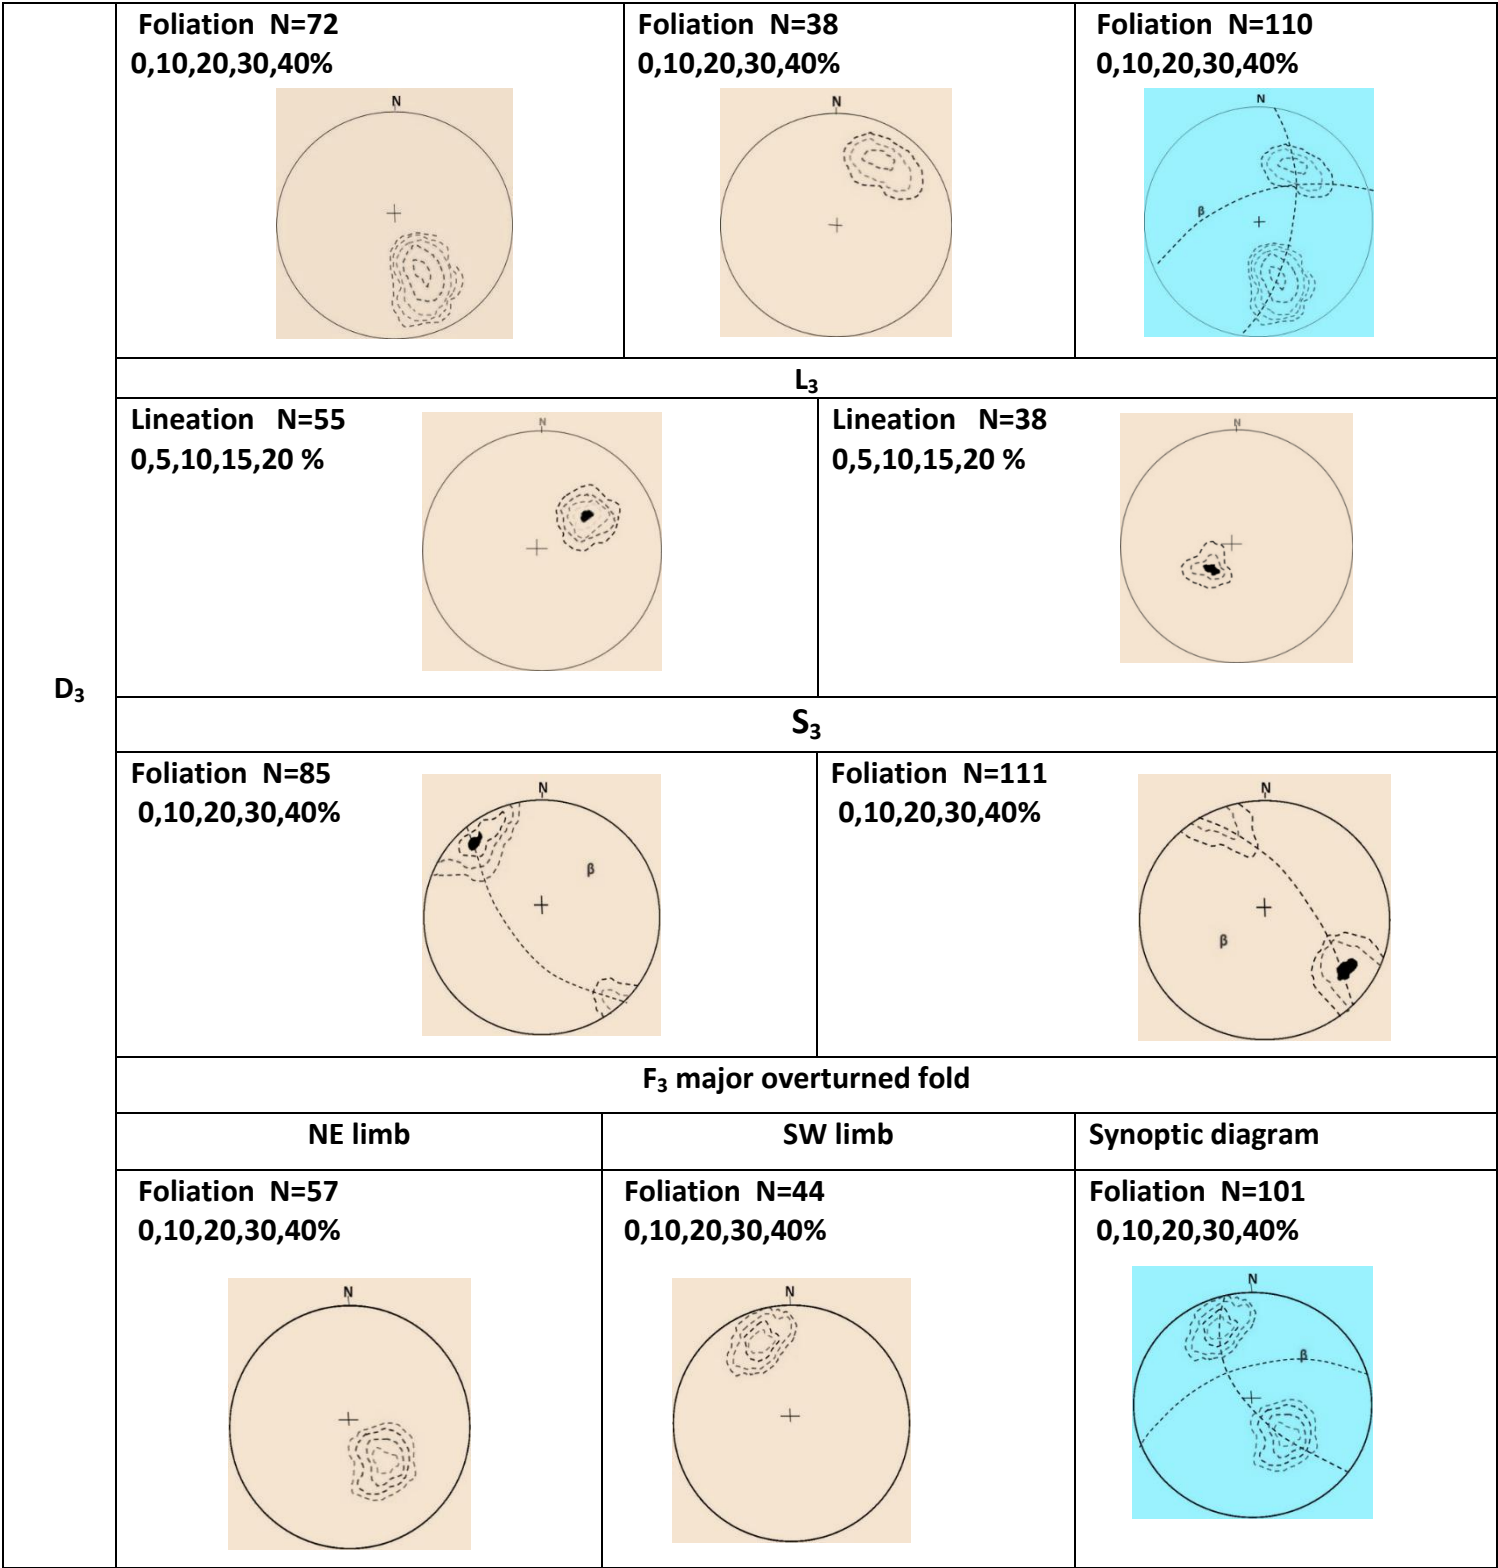 D₃
Foliation N=72
0,10,20,30,40%
N
Foliation N=38
0,10,20,30,40%
N
Foliation N=110
0,10,20,30,40%
N
β
L₃
Lineation N=55
0,5,10,15,20 %
N
Lineation N=38
0,5,10,15,20 %
N
S₃
Foliation N=85
0,10,20,30,40%
N
β
Foliation N=111
0,10,20,30,40%
N
β
F₃ major overturned fold
NE limb
SW limb
Synoptic diagram
Foliation N=57
0,10,20,30,40%
N
Foliation N=44
0,10,20,30,40%
N
Foliation N=101
0,10,20,30,40%
N
β